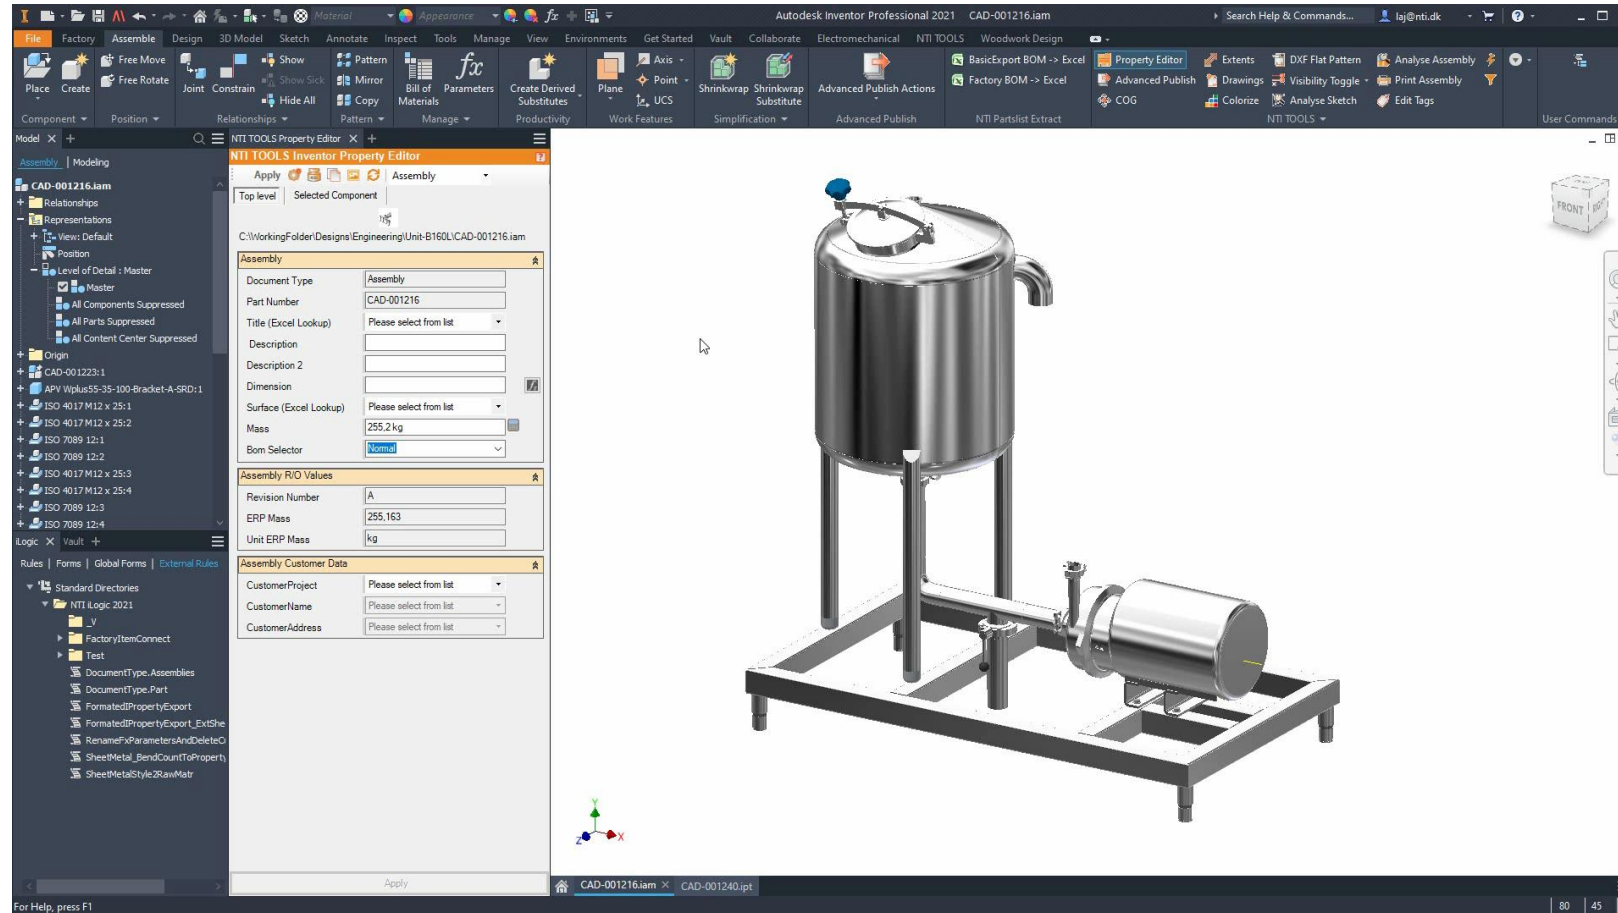 Material
Appearance
fx
Autodesk Inventor Professional 2021 CAD-001216.iam
Search Help & Commands...
laj@nti.dk
File Factory Assemble Design 3D Model Sketch Annotate Inspect Tools Manage View Environments Get Started Vault Collaborate Electromechanical NTI TOOLS Woodwork Design
Place
Create
Component
Free Move
Free Rotate
Position
Joint
Constrain
Show
Show Sick
Hide All
Relationships
Pattern
Mirror
Copy
Pattern
Bill of
Materials
fx
Parameters
Manage
Create Derived
Substitutes
Productivity
Plane
Axis
Point
UCS
Work Features
Shrinkwrap
Shrinkwrap
Substitute
Simplification
Advanced Publish Actions
Advanced Publish
BasicExport BOM -> Excel
Factory BOM -> Excel
NTI Partslist Extract
Property Editor
Advanced Publish
COG
Extents
Drawings
Colorize
DXF Flat Pattern
Visibility Toggle
Analyse Sketch
Analyse Assembly
Print Assembly
Edit Tags
NTI TOOLS
User Commands
Model
Assembly | Modeling
CAD-001216.iam
Relationships
Representations
View: Default
Position
Level of Detail : Master
Master
All Components Suppressed
All Parts Suppressed
All Content Center Suppressed
Origin
CAD-001223:1
APV Wplus55-35-100-Bracket-A-SRD:1
ISO 4017 M12 x 25:1
ISO 4017 M12 x 25:2
ISO 7089 12:1
ISO 7089 12:2
ISO 4017 M12 x 25:3
ISO 4017 M12 x 25:4
ISO 7089 12:3
ISO 7089 12:4
iLogic
Vault
Rules | Forms | Global Forms | External Rules
Standard Directories
NTI iLogic 2021
_V
FactoryItemConnect
Test
DocumentType.Assemblies
DocumentType.Part
FormatedIPropertyExport
FormatedIPropertyExport_ExtShe
RenameFxParametersAndDeleteCu
SheetMetal_BendCountToProperty
SheetMetalStyle2RawMatr
NTI TOOLS Property Editor
NTI TOOLS Inventor Property Editor
Apply
Assembly
Top level
Selected Component
C:\WorkingFolder\Designs\Engineering\Unit-B160L\CAD-001216.iam
Assembly
Document Type Assembly
Part Number CAD-001216
Title (Excel Lookup) Please select from list
Description
Description 2
Dimension
Surface (Excel Lookup) Please select from list
Mass 255,2 kg
Bom Selector Normal
Assembly R/O Values
Revision Number A
ERP Mass 255,163
Unit ERP Mass kg
Assembly Customer Data
CustomerProject Please select from list
CustomerName Please select from list
CustomerAddress Please select from list
Apply
FRONT
Y
Z
X
CAD-001216.iam
CAD-001240.ipt
For Help, press F1
80 45